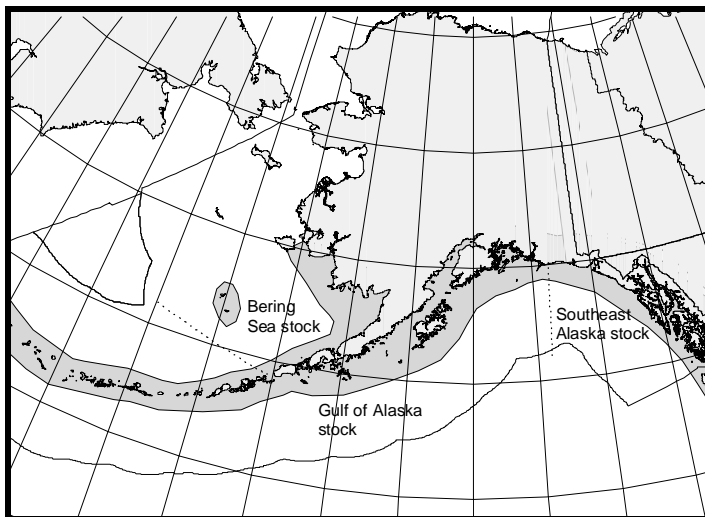 Bering
Sea stock
Southeast
Alaska stock
Gulf of Alaska
stock